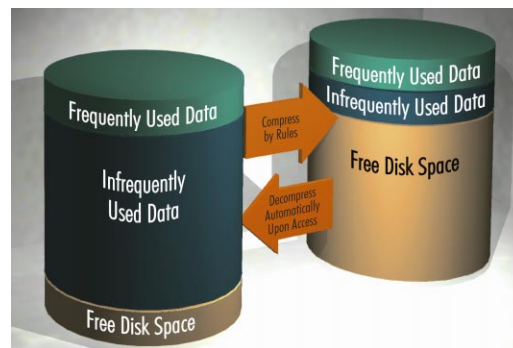 Frequently Used Data
Infrequently
Used Data
Free Disk Space
Compress
by Rules
Decompress
Automatically
Upon Access
Frequently Used Data
Infrequently Used Data
Free Disk Space